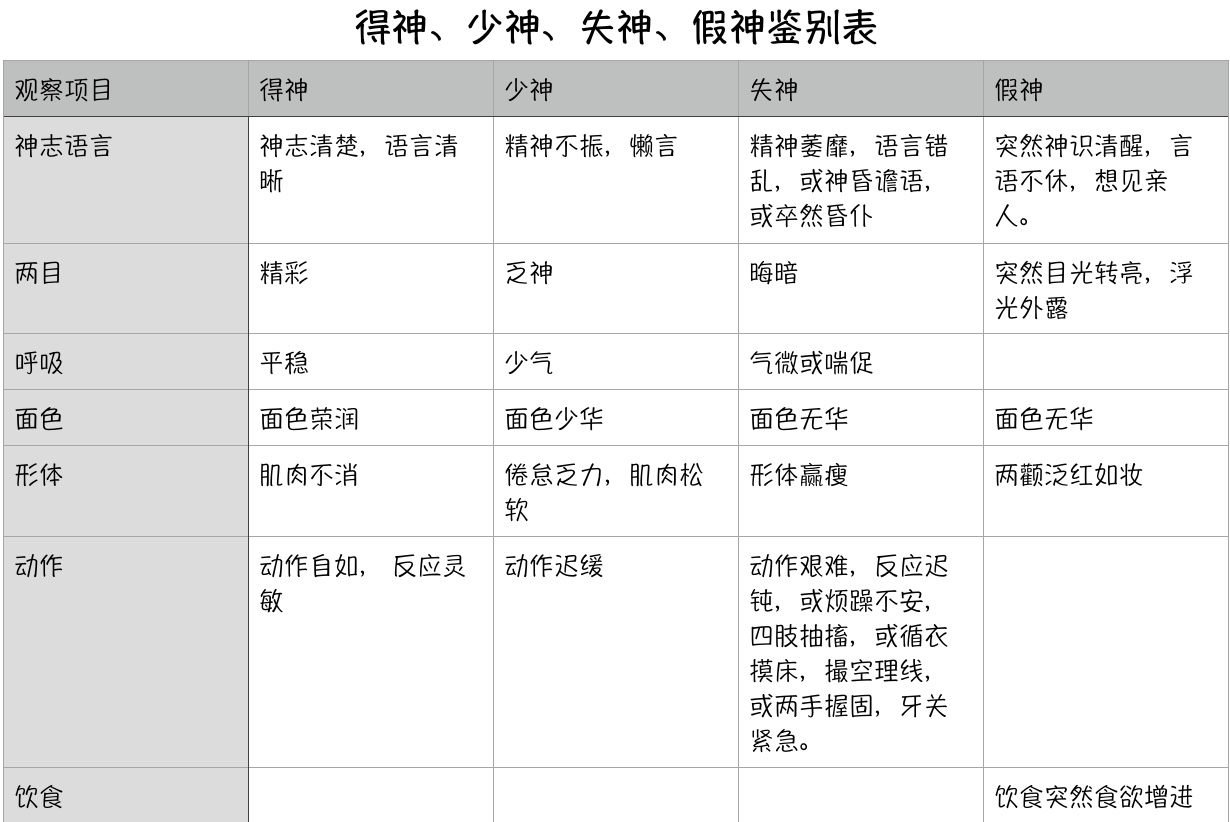 得神、少神、失神、假神鉴别表
观察项目 得神 少神 失神 假神
神志语言 神志清楚，语言清 精神不振，懒言 精神萎靡，语言错 突然神识清醒，言
晰 乱，或神昏谵语， 语不休，想见亲
或卒然昏仆 人。
两目 精彩 乏神 晦暗 突然目光转亮，浮
光外露
呼吸 平稳 少气 气微或喘促
面色 面色荣润 面色少华 面色无华 面色无华
形体 肌肉不消 倦怠乏力，肌肉松 形体羸瘦 两颧泛红如妆
软
动作 动作自如， 反应灵 动作迟缓 动作艰难，反应迟
敏 钝，或烦躁不安，
四肢抽搐，或循衣
摸床，撮空理线，
或两手握固，牙关
紧急。
饮食 饮食突然食欲增进